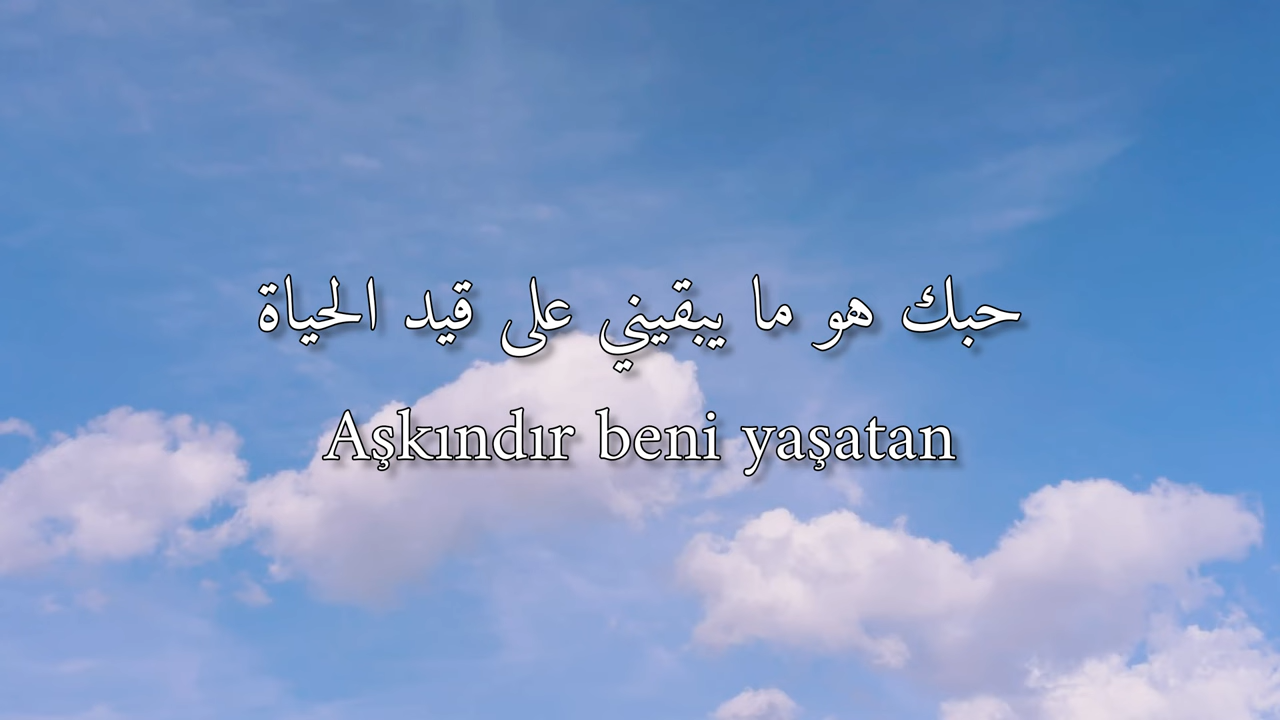 حبك هو ما يبقيني على قيد الحياة
Aşkındır beni yaşatan